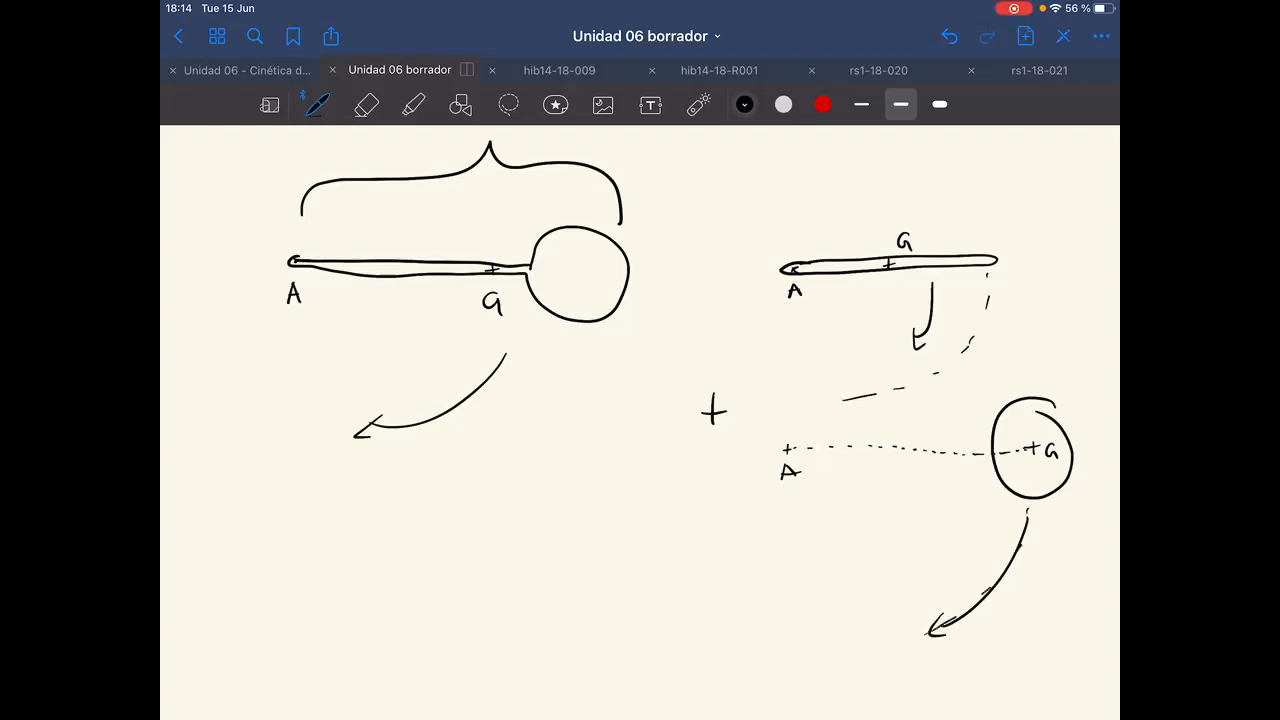 18:14 Tue 15 Jun 56 %
Unidad 06 borrador
Unidad 06 - Cinética d... Unidad 06 borrador hib14-18-009 hib14-18-R001 rs1-18-020 rs1-18-021
T
G
A
A
G
+
A
G